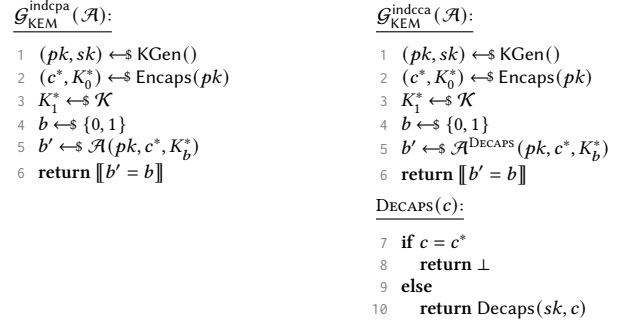 𝒢^indcpa_KEM(𝒜):
1 (pk, sk) ←$ KGen()
2 (c*, K*_0) ←$ Encaps(pk)
3 K*_1 ←$ 𝒦
4 b ←$ {0, 1}
5 b′ ←$ 𝒜(pk, c*, K*_b)
6 return ⟦b′ = b⟧
𝒢^indcca_KEM(𝒜):
1 (pk, sk) ←$ KGen()
2 (c*, K*_0) ←$ Encaps(pk)
3 K*_1 ←$ 𝒦
4 b ←$ {0, 1}
5 b′ ←$ 𝒜^Decaps(pk, c*, K*_b)
6 return ⟦b′ = b⟧
Decaps(c):
7 if c = c*
8 return ⊥
9 else
10 return Decaps(sk, c)